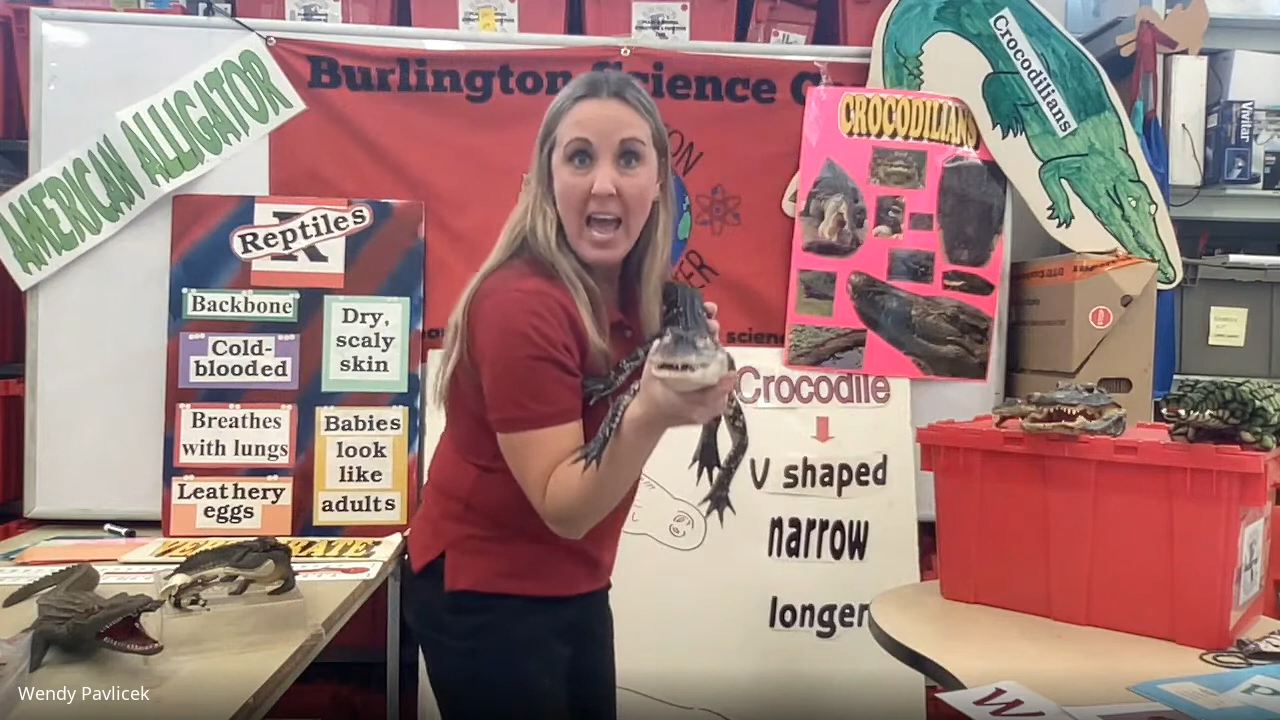 AMERICAN ALLIGATOR
Burlington Science
CROCODILIANS
Crocodilians
Vivitar
Reptiles
Backbone
Cold-
blooded
Breathes
with lungs
Leathery
eggs
Dry,
scaly
skin
Babies
look
like
adults
Crocodile
V shaped
narrow
longer
Wendy Pavlicek